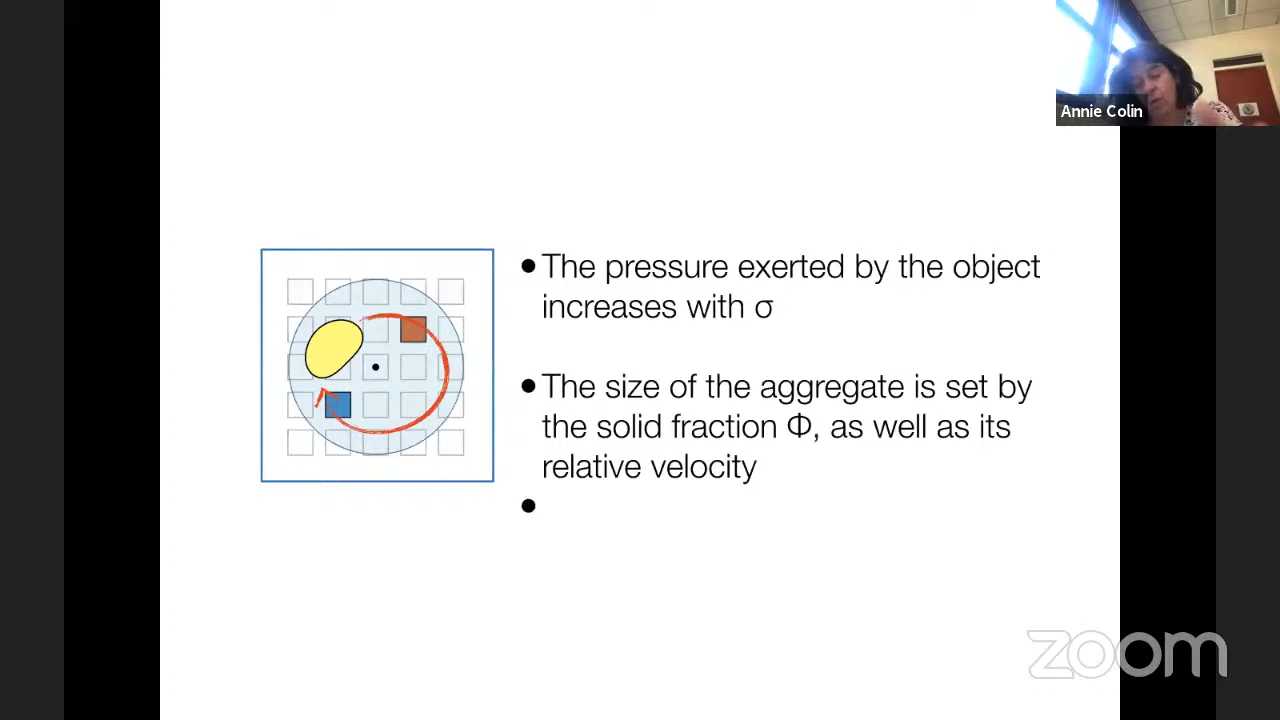 Annie Colin
• The pressure exerted by the object
increases with σ
• The size of the aggregate is set by
the solid fraction Φ, as well as its
relative velocity
•
zoom